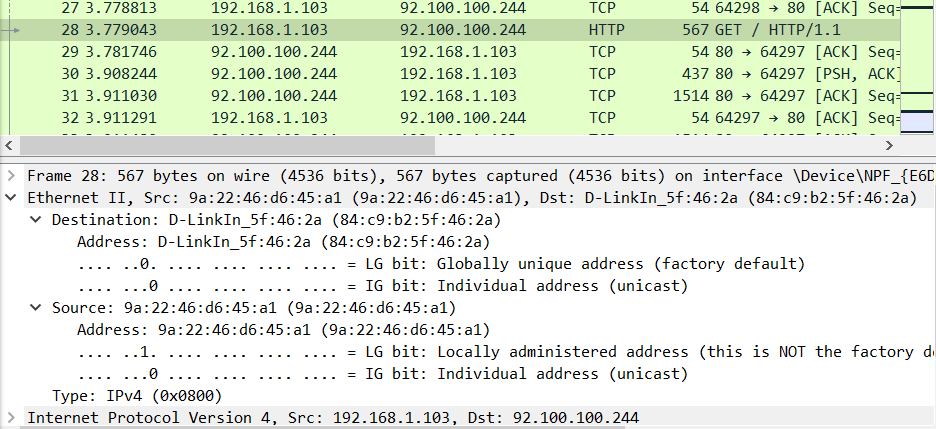 27 3.778813 192.168.1.103 92.100.100.244 TCP 54 64298 → 80 [ACK] Seq=
28 3.779043 192.168.1.103 92.100.100.244 HTTP 567 GET / HTTP/1.1
29 3.781746 92.100.100.244 192.168.1.103 TCP 54 80 → 64297 [ACK] Seq=
30 3.908244 92.100.100.244 192.168.1.103 TCP 437 80 → 64297 [PSH, ACK]
31 3.911030 92.100.100.244 192.168.1.103 TCP 1514 80 → 64297 [ACK] Seq=
32 3.911291 192.168.1.103 92.100.100.244 TCP 54 64297 → 80 [ACK] Seq=
Frame 28: 567 bytes on wire (4536 bits), 567 bytes captured (4536 bits) on interface \Device\NPF_{E6D
Ethernet II, Src: 9a:22:46:d6:45:a1 (9a:22:46:d6:45:a1), Dst: D-LinkIn_5f:46:2a (84:c9:b2:5f:46:2a)
Destination: D-LinkIn_5f:46:2a (84:c9:b2:5f:46:2a)
Address: D-LinkIn_5f:46:2a (84:c9:b2:5f:46:2a)
.... ..0. .... .... .... .... = LG bit: Globally unique address (factory default)
.... ...0 .... .... .... .... = IG bit: Individual address (unicast)
Source: 9a:22:46:d6:45:a1 (9a:22:46:d6:45:a1)
Address: 9a:22:46:d6:45:a1 (9a:22:46:d6:45:a1)
.... ..1. .... .... .... .... = LG bit: Locally administered address (this is NOT the factory de
.... ...0 .... .... .... .... = IG bit: Individual address (unicast)
Type: IPv4 (0x0800)
Internet Protocol Version 4, Src: 192.168.1.103, Dst: 92.100.100.244